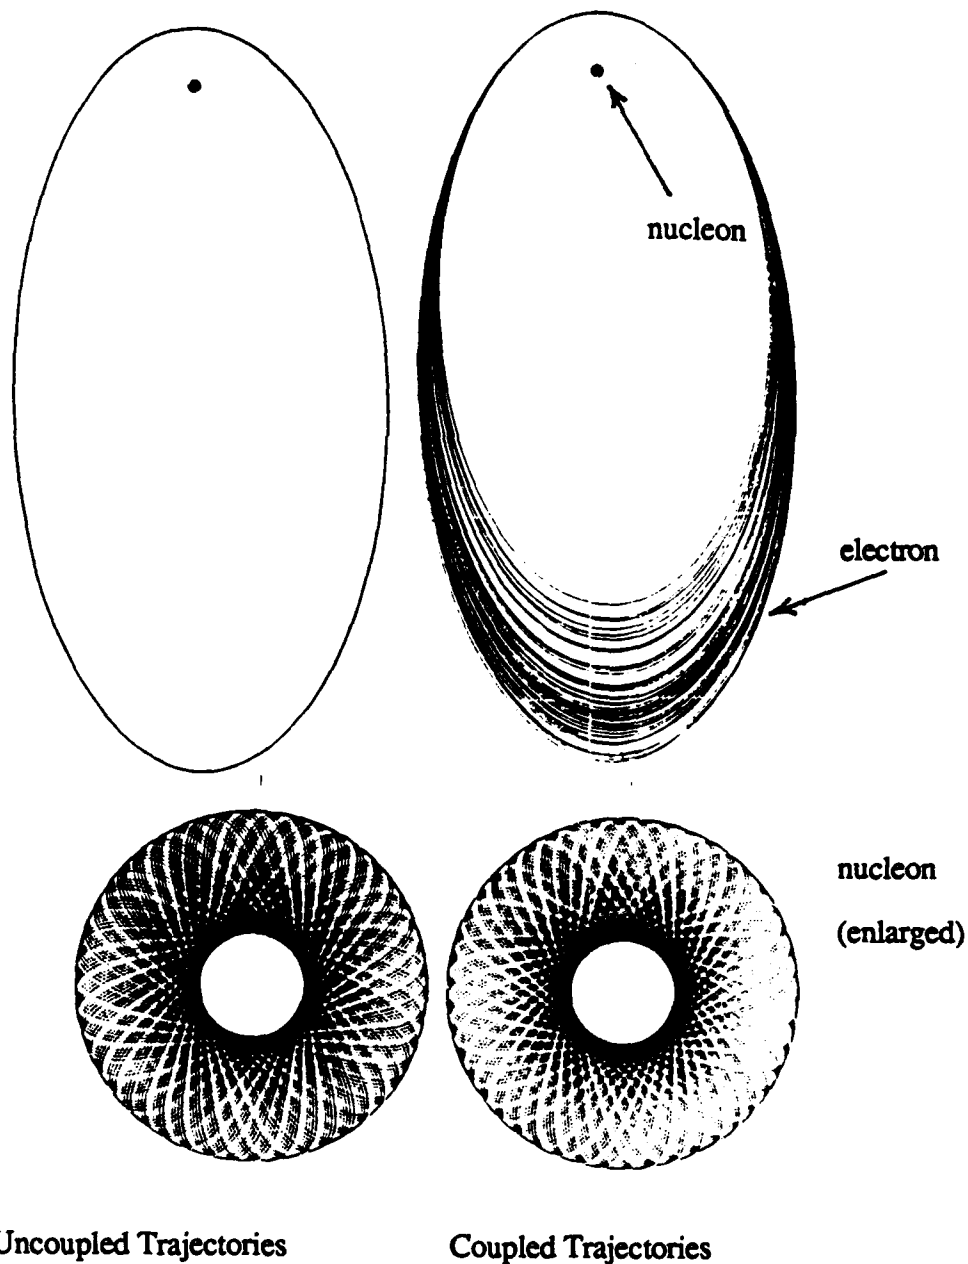 nucleon
electron
nucleon
(enlarged)
Uncoupled Trajectories
Coupled Trajectories